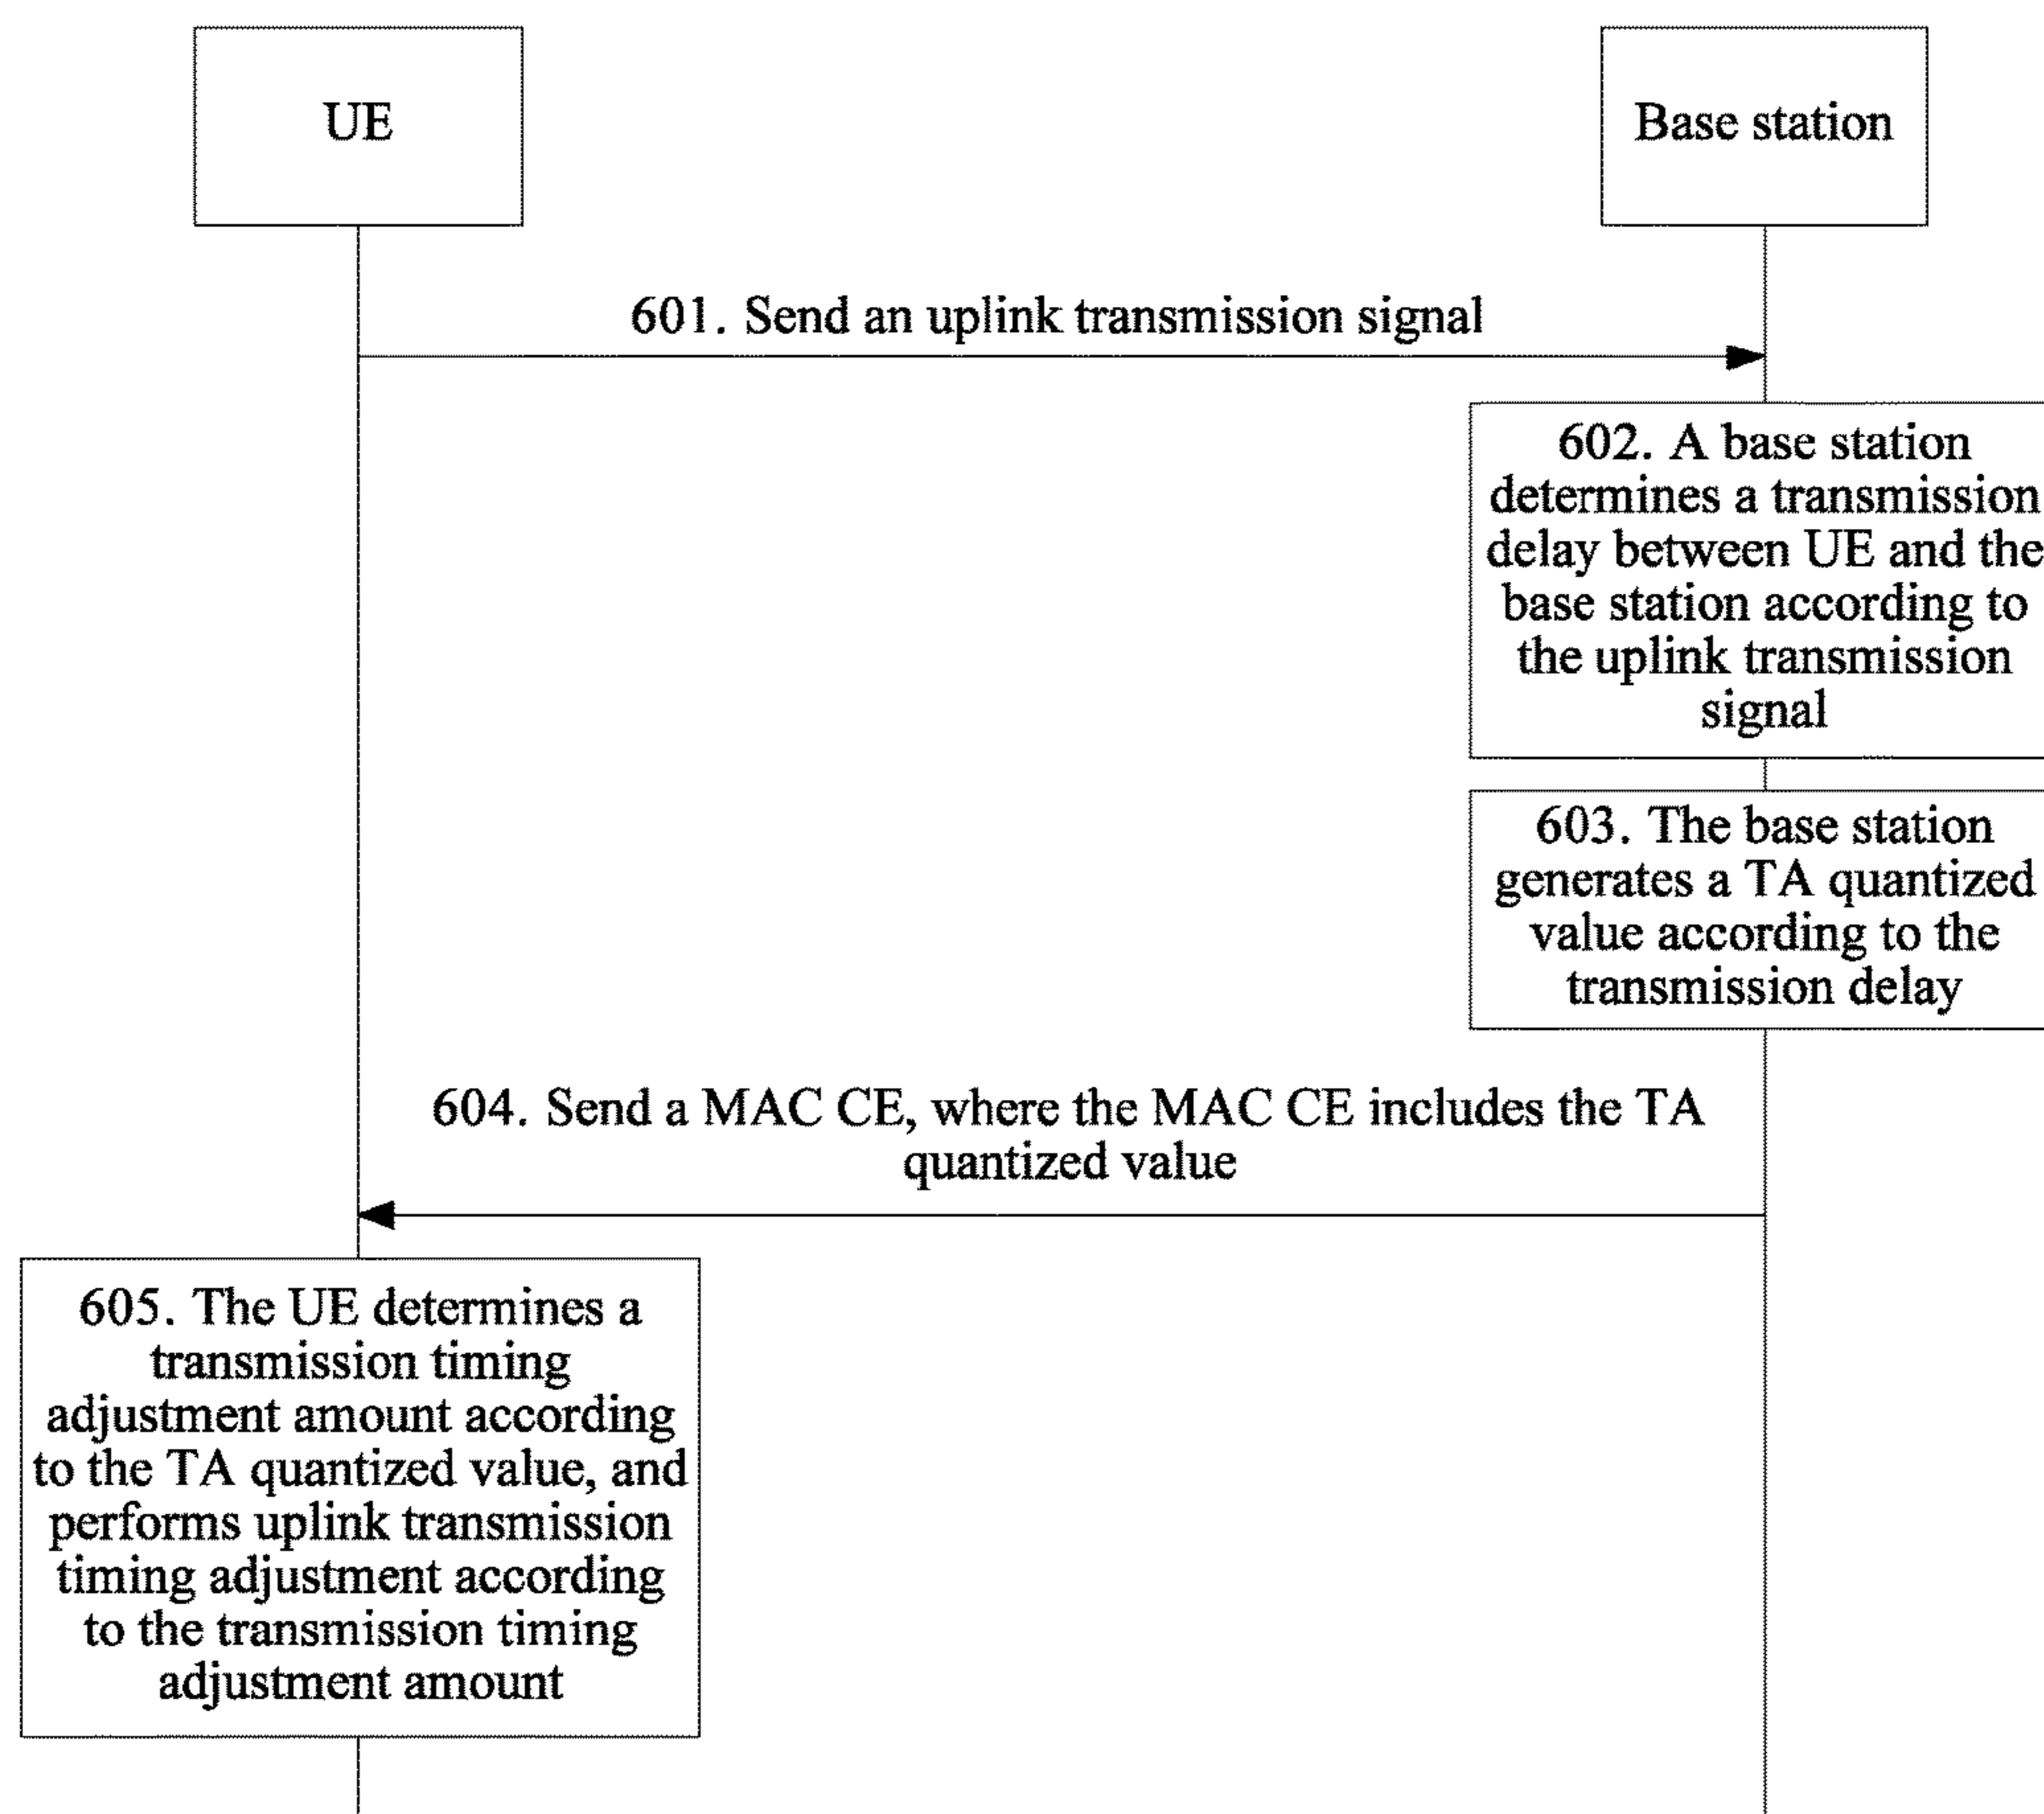 UE
Base station
601. Send an uplink transmission signal
602. A base station
determines a transmission
delay between UE and the
base station according to
the uplink transmission
signal
603. The base station
generates a TA quantized
value according to the
transmission delay
604. Send a MAC CE, where the MAC CE includes the TA
quantized value
605. The UE determines a
transmission timing
adjustment amount according
to the TA quantized value, and
performs uplink transmission
timing adjustment according
to the transmission timing
adjustment amount